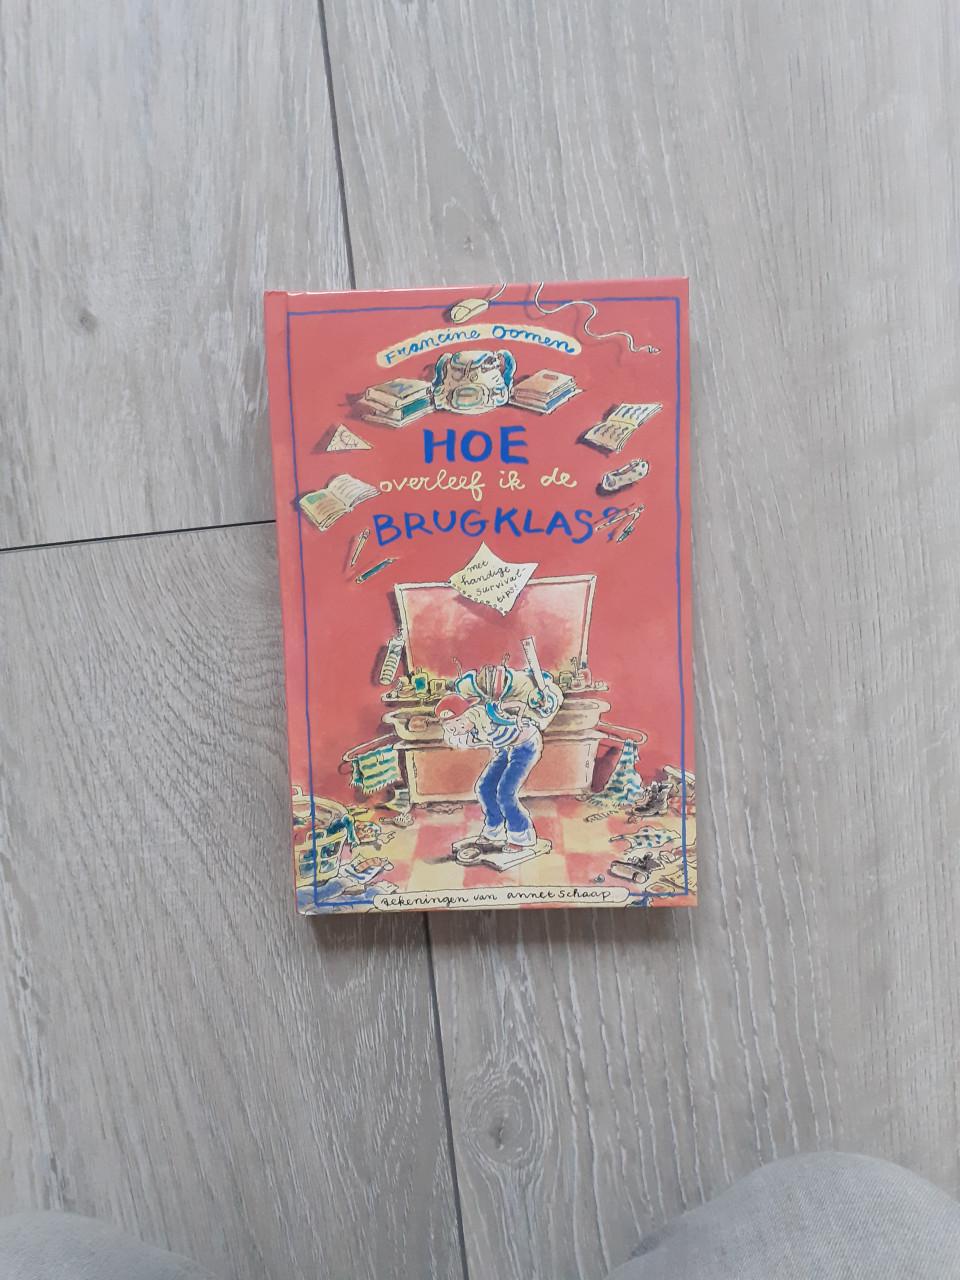 Francine Oomen
HOE
overleef ik de
BRUGKLAS?
met
handige
survival-
tips!
tekeningen van annet Schaap